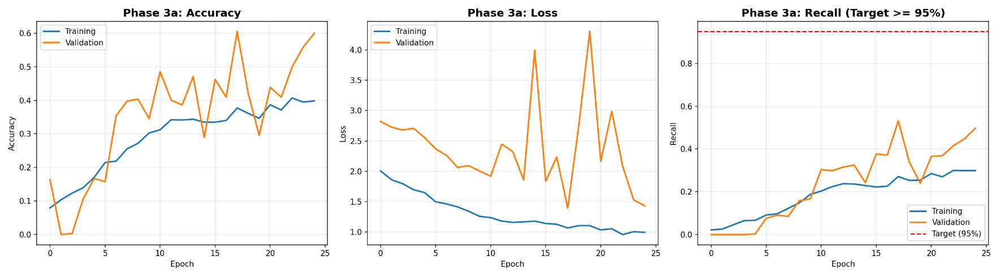 Phase 3a: Accuracy
Training
Validation
0.6
0.5
0.4
0.3
0.2
0.1
0.0
Accuracy
0
5
10
15
20
25
Epoch
Phase 3a: Loss
Training
Validation
4.0
3.5
3.0
2.5
2.0
1.5
1.0
Loss
0
5
10
15
20
25
Epoch
Phase 3a: Recall (Target >= 95%)
0.8
0.6
0.4
0.2
0.0
Recall
Training
Validation
Target (95%)
0
5
10
15
20
25
Epoch